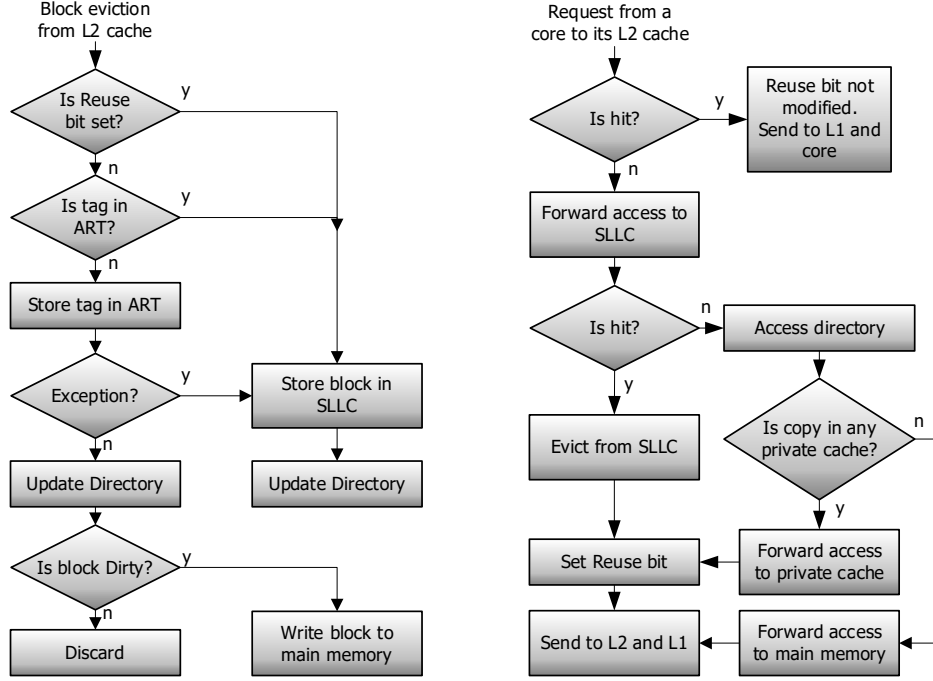 Block eviction
from L2 cache
Is Reuse
bit set?
y
n
Is tag in
ART?
y
n
Store tag in ART
Exception?
y
n
Store block in
SLLC
Update Directory
Update Directory
Is block Dirty?
y
n
Discard
Write block to
main memory
Request from a
core to its L2 cache
Is hit?
y
Reuse bit not
modified.
Send to L1 and
core
n
Forward access to
SLLC
Is hit?
n
Access directory
y
Is copy in any
private cache?
n
Evict from SLLC
y
Set Reuse bit
Forward access
to private cache
Send to L2 and L1
Forward access
to main memory